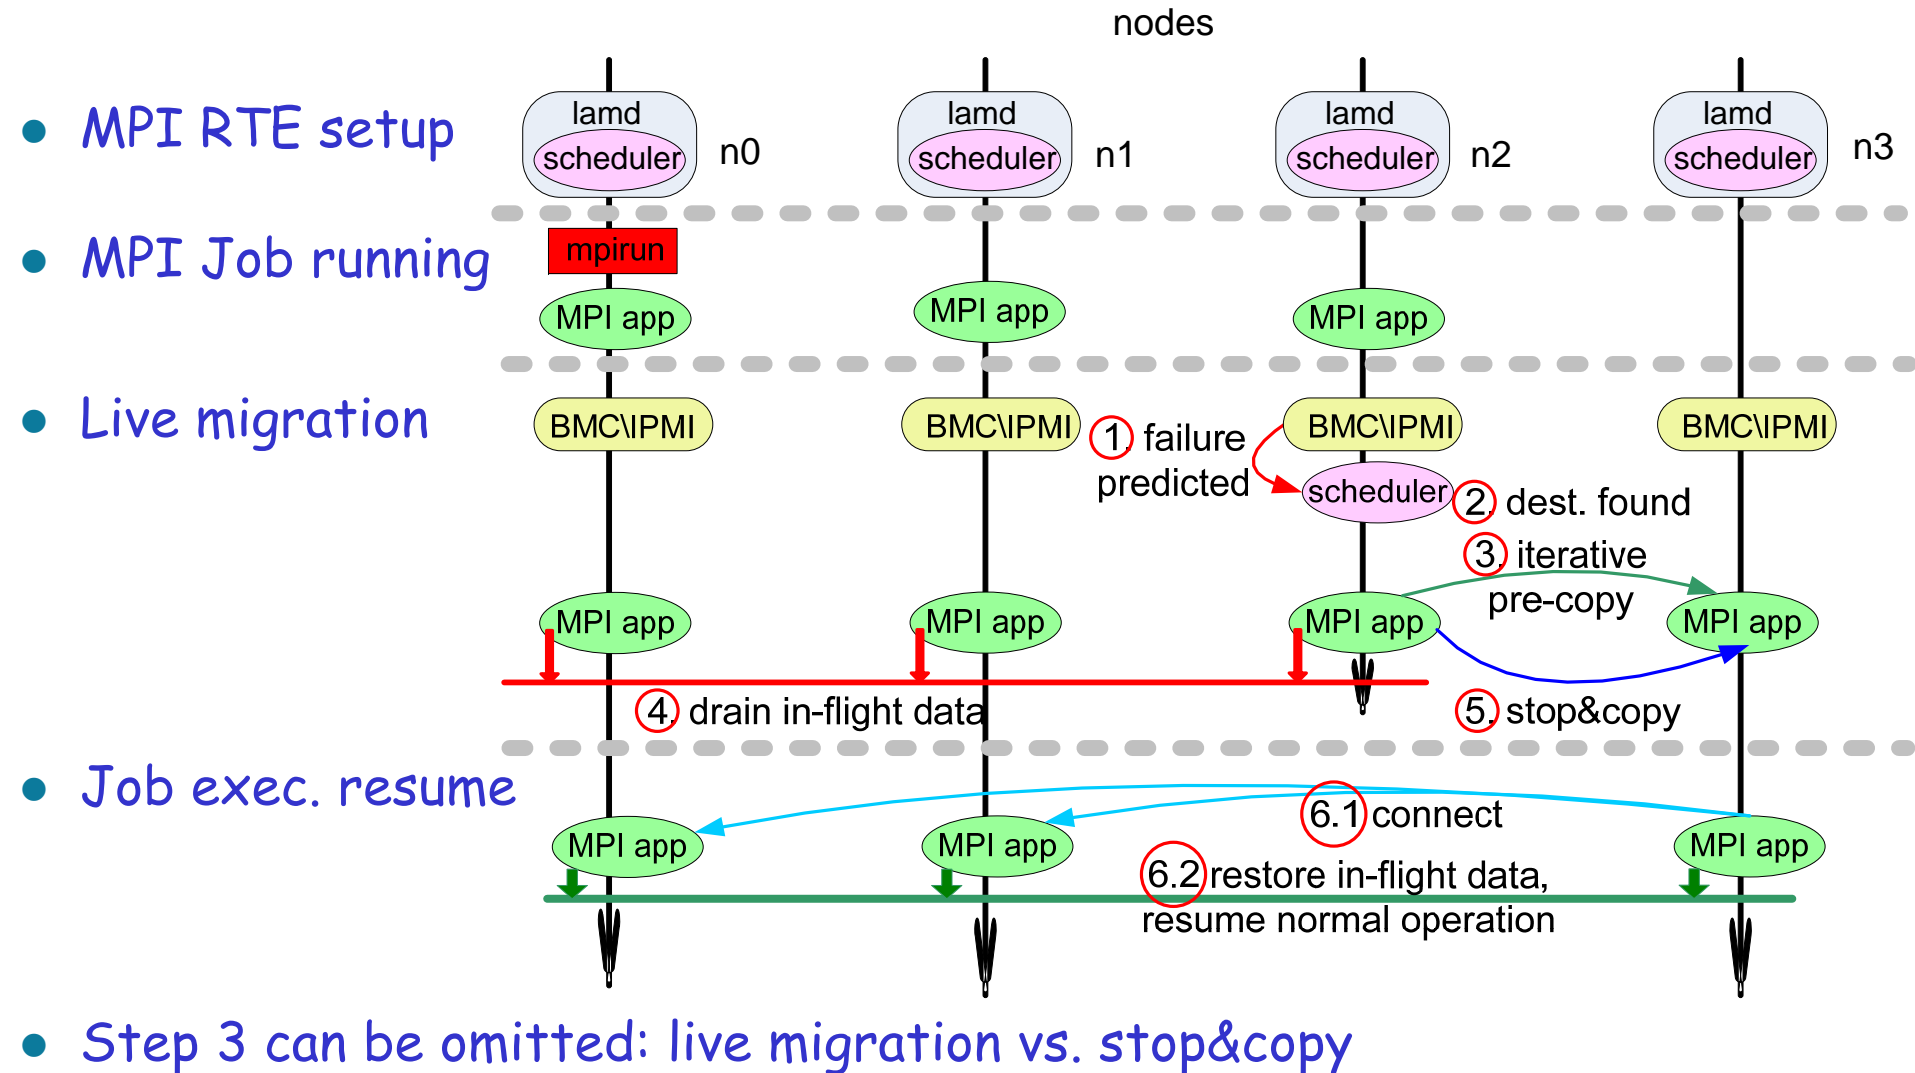 nodes
MPI RTE setup
lamd
scheduler
n0
lamd
scheduler
n1
lamd
scheduler
n2
lamd
scheduler
n3
MPI Job running
mpirun
MPI app
MPI app
MPI app
Live migration
BMC\IPMI
BMC\IPMI
BMC\IPMI
BMC\IPMI
1. failure
predicted
scheduler
2. dest. found
3. iterative
pre-copy
MPI app
MPI app
MPI app
MPI app
4. drain in-flight data
5. stop&copy
Job exec. resume
6.1 connect
MPI app
MPI app
MPI app
6.2 restore in-flight data,
resume normal operation
Step 3 can be omitted: live migration vs. stop&copy